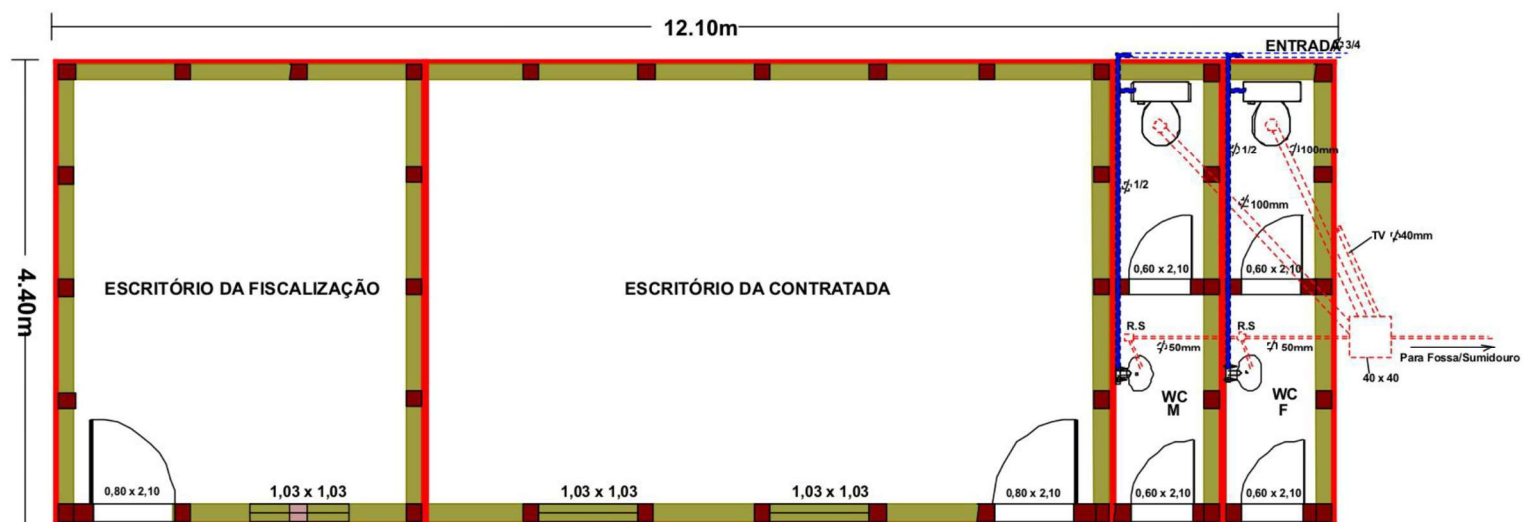 12.10m
ENTRADA 3/4
4.40m
1/2
100mm
1/2
100mm
TV 40mm
0,60 x 2,10
0,60 x 2,10
ESCRITÓRIO DA FISCALIZAÇÃO
ESCRITÓRIO DA CONTRATADA
R.S
R.S
50mm
50mm
Para Fossa/Sumidouro
40 x 40
WC
M
WC
F
0,80 x 2,10
1,03 x 1,03
1,03 x 1,03
1,03 x 1,03
0,80 x 2,10
0,60 x 2,10
0,60 x 2,10